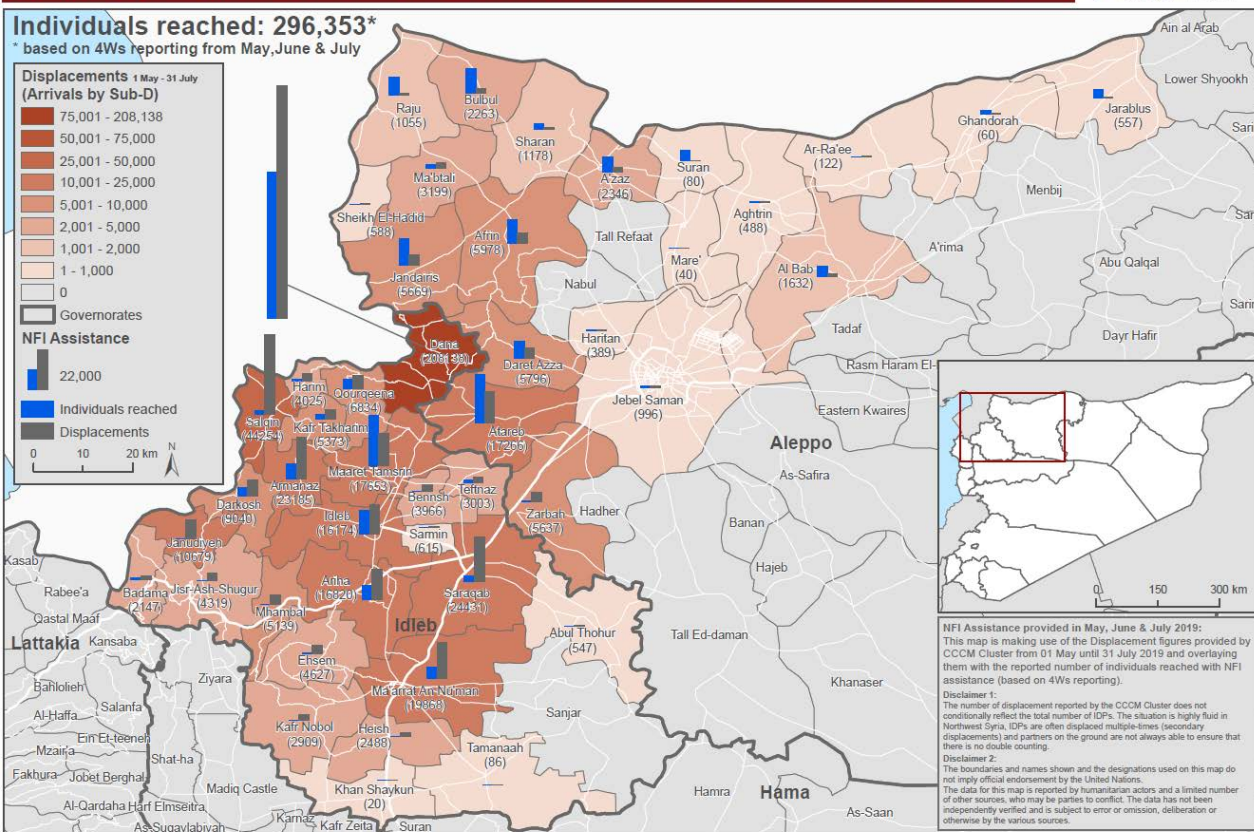 Individuals reached: 296,353*
* based on 4Ws reporting from May,June & July
Displacements 1 May - 31 July
(Arrivals by Sub-D)
75,001 - 208,138
50,001 - 75,000
25,001 - 50,000
10,001 - 25,000
5,001 - 10,000
2,001 - 5,000
1,001 - 2,000
1 - 1,000
0
Governorates
NFI Assistance
22,000
Individuals reached
Displacements
0 10 20 km
N
Ain al Arab
Lower Shyookh
Raju
(1055)
Bulbul
(2263)
Sharan
(1178)
Jarablus
(557)
Ghandorah
(60)
Ar-Ra'ee
(122)
Ma'btali
(3199)
A'zaz
(2346)
Suran
(80)
Menbij
Sheikh El-Hadid
(588)
Afrin
(5978)
Tall Refaat
Aghtrin
(488)
A'rima
Abu Qalqal
Jandairis
(5669)
Nabul
Mare'
(40)
Al Bab
(1632)
Dana
(208138)
Haritan
(389)
Tadaf
Dayr Hafir
Daret Azza
(5796)
Rasm Haram El-
Harim
(4025)
Qourqeena
(6834)
Jebel Saman
(996)
Eastern Kwaires
Salqin
(44254)
Kafr Takharim
(5373)
Atareb
(17266)
Aleppo
Maaret Tamsrin
(17653)
As-Safira
Armanaz
(23185)
Darkosh
(9040)
Bennsh
(3966)
Teftnaz
(3003)
Zarbah
(5637)
Hadher
Banan
Idleb
(16174)
Sarmin
(615)
Janudiyeh
(10679)
Hajeb
Kasab
Rabee'a
Badama
(2147)
Jisr-Ash-Shugur
(4319)
Ariha
(16820)
Saraqab
(24431)
Mhambal
(5139)
Qastal Maaf
Idleb
Abul Thohur
(547)
Tall Ed-daman
Lattakia
Kansaba
Ehsem
(4627)
Khanaser
Bahlolieh
Ziyara
Ma'arrat An Nu'man
(19868)
Salanfa
Al-Haffa
Sanjar
Kafr Nobol
(2909)
Heish
(2488)
Ein Et-teeneh
Mzair'a
Shat-ha
Tamanaah
(86)
Fakhura
Jobet Berghal
Madiq Castle
Khan Shaykun
(20)
Hamra
Hama
Al-Qardaha
Harf Elmseitra
Karnaz
As-Suqaylabiyah
Kafr Zeita
Suran
As-Saan
0 150 300 km
NFI Assistance provided in May, June & July 2019:
This map is making use of the Displacement figures provided by
CCCM Cluster from 01 May until 31 July 2019 and overlaying
them with the reported number of individuals reached with NFI
assistance (based on 4Ws reporting).
Disclaimer 1:
The number of displacement reported by the CCCM Cluster does not
conditionally reflect the total number of IDPs. The situation is highly fluid in
Northwest Syria, IDPs are often displaced multiple-times (secondary
displacements) and partners on the ground are not always able to ensure that
there is no double counting.
Disclaimer 2:
The boundaries and names shown and the designations used on this map do
not imply official endorsement by the United Nations.
The data for this map is reported by humanitarian actors and a limited number
of other sources, who may be parties to conflict. The data has not been
independently verified and is subject to error or omission, deliberation or
otherwise by the various sources.